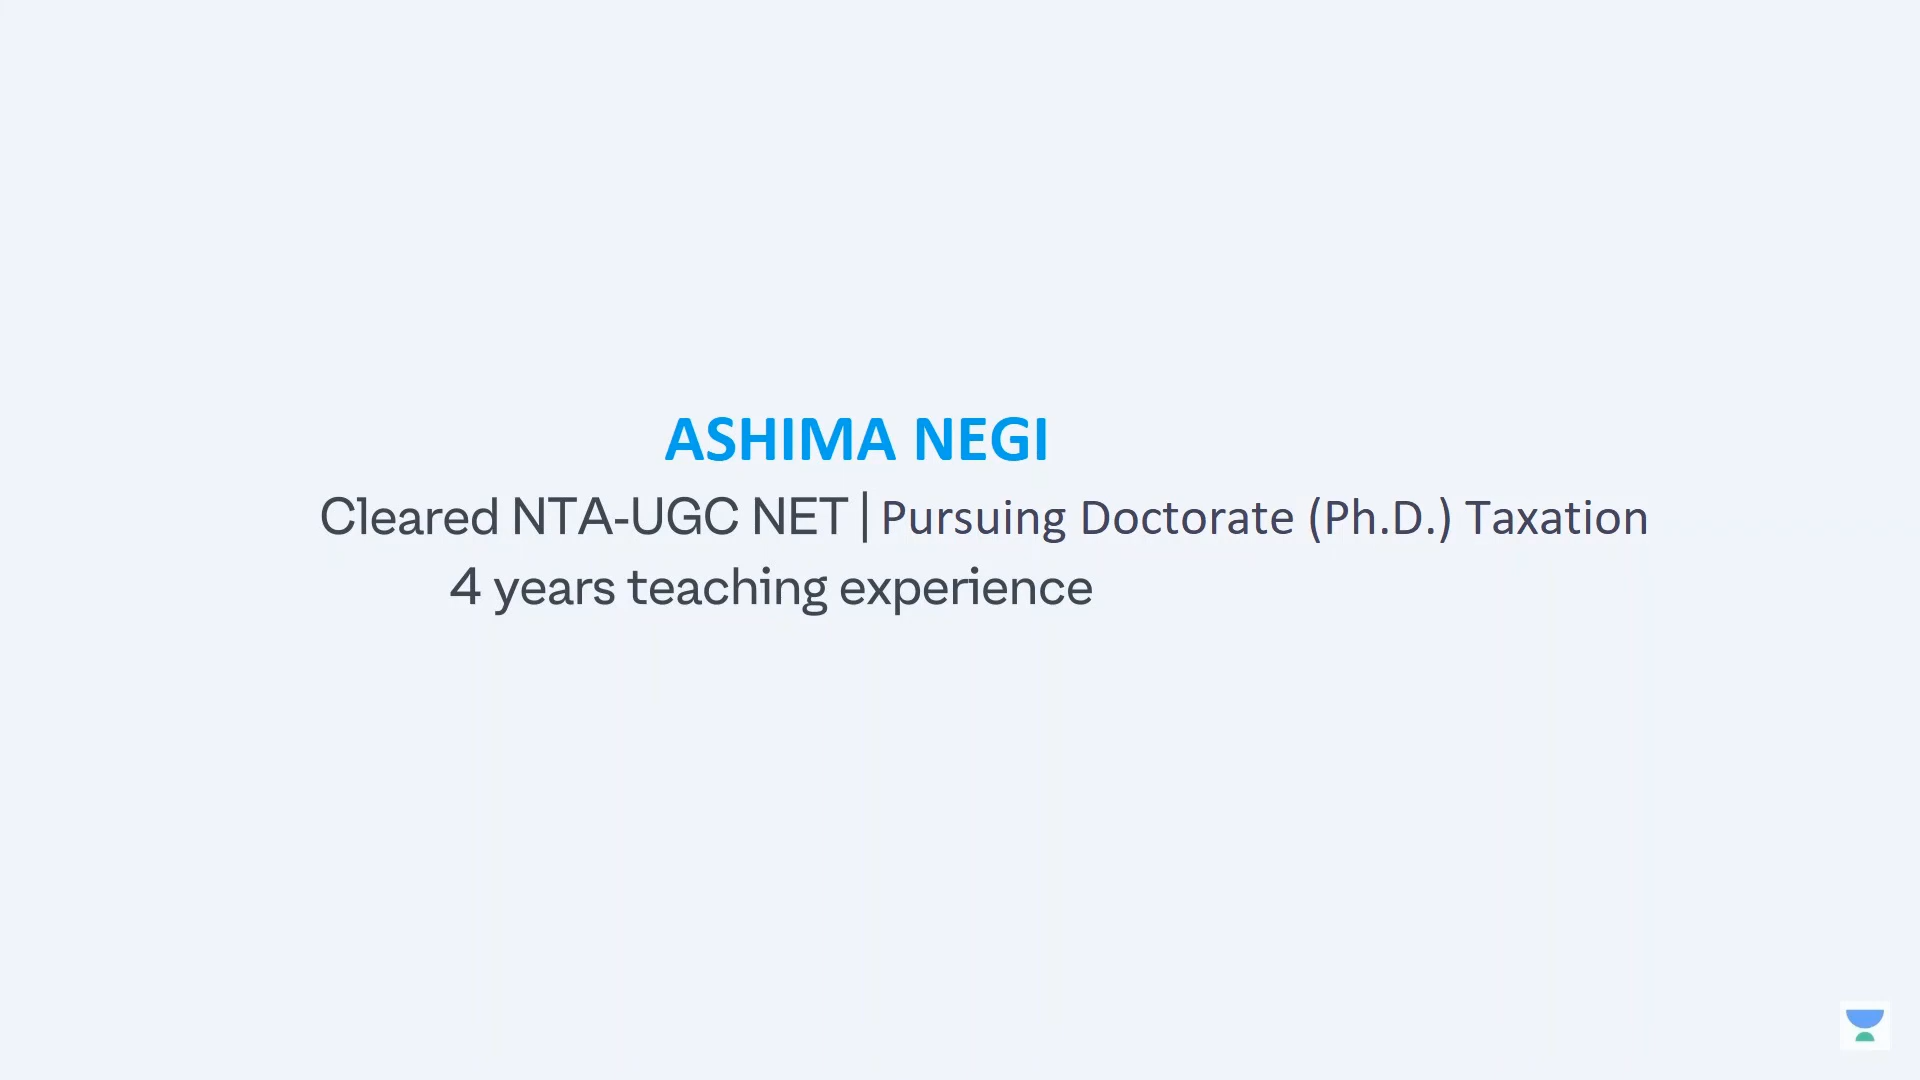 ASHIMA NEGI
Cleared NTA-UGC NET | Pursuing Doctorate (Ph.D.) Taxation
4 years teaching experience